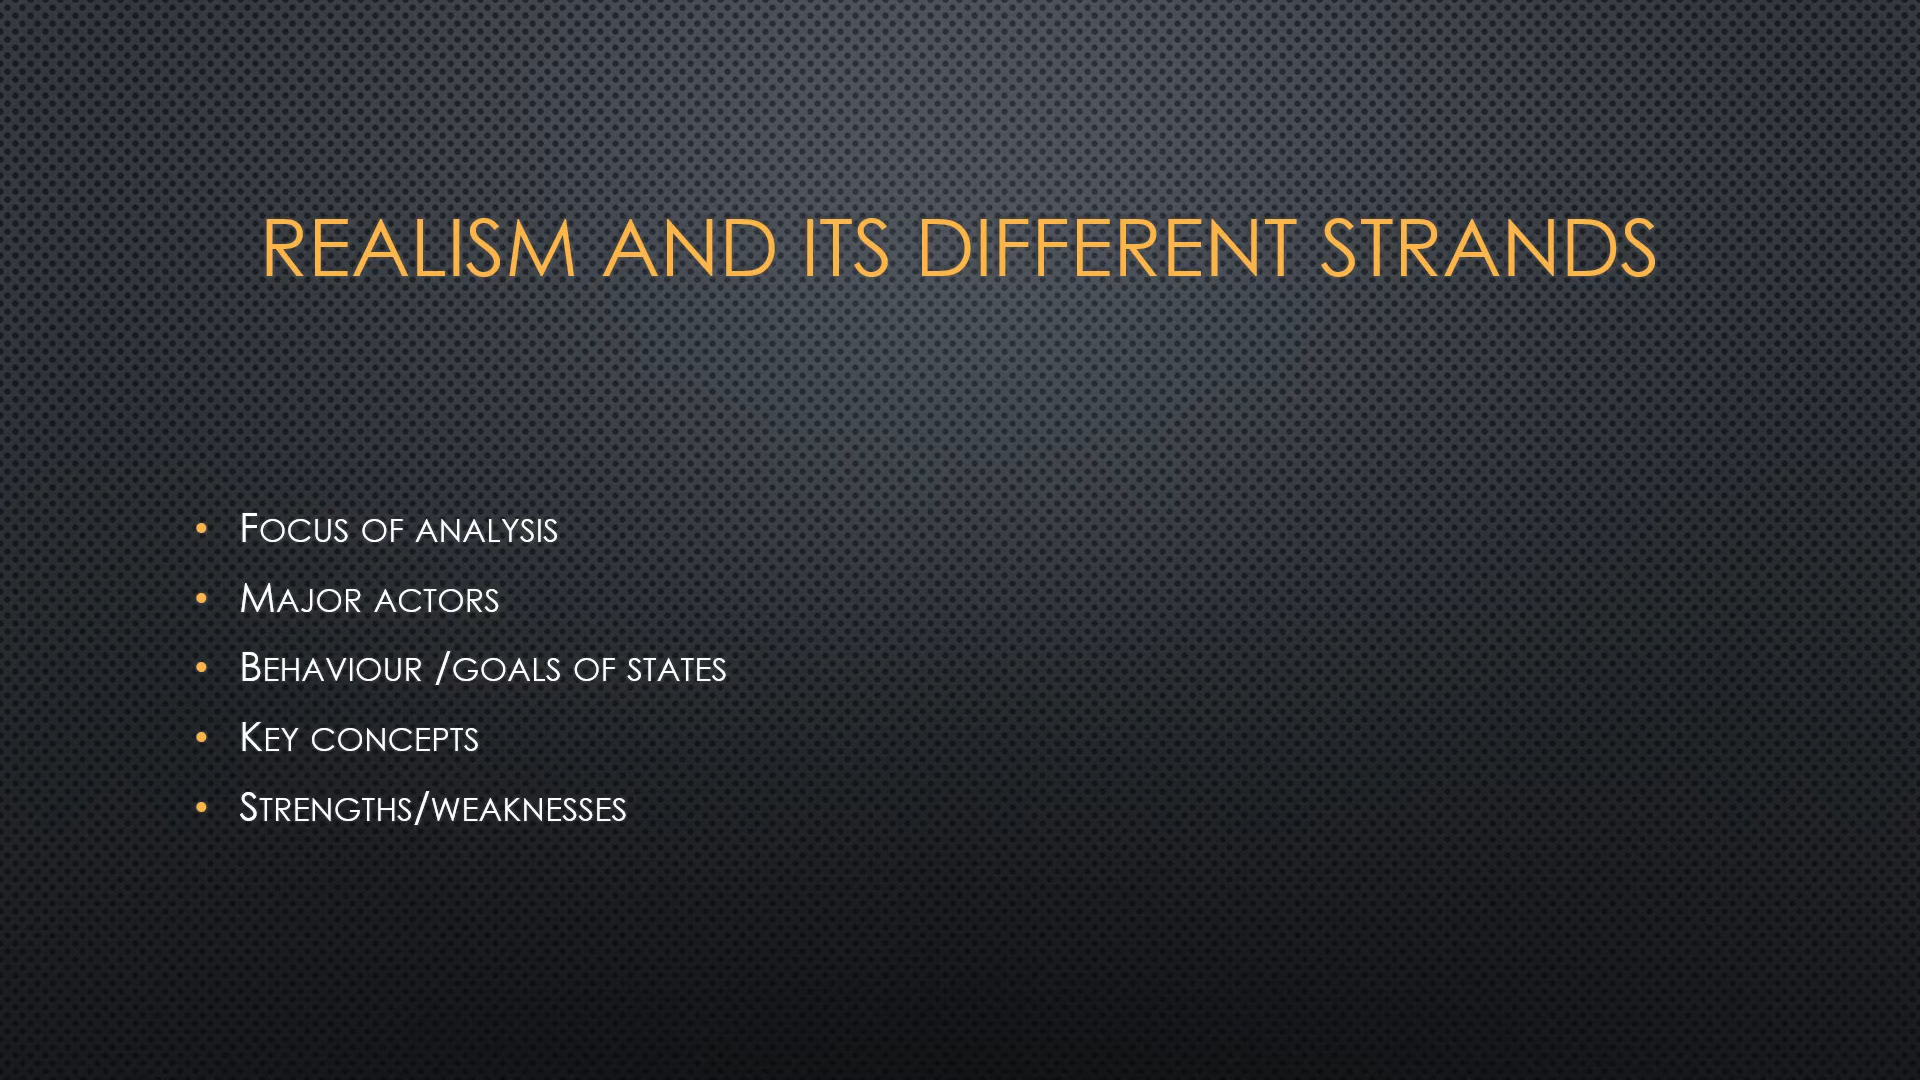 REALISM AND ITS DIFFERENT STRANDS
• Focus of analysis
• Major actors
• Behaviour /goals of states
• Key concepts
• Strengths/weaknesses